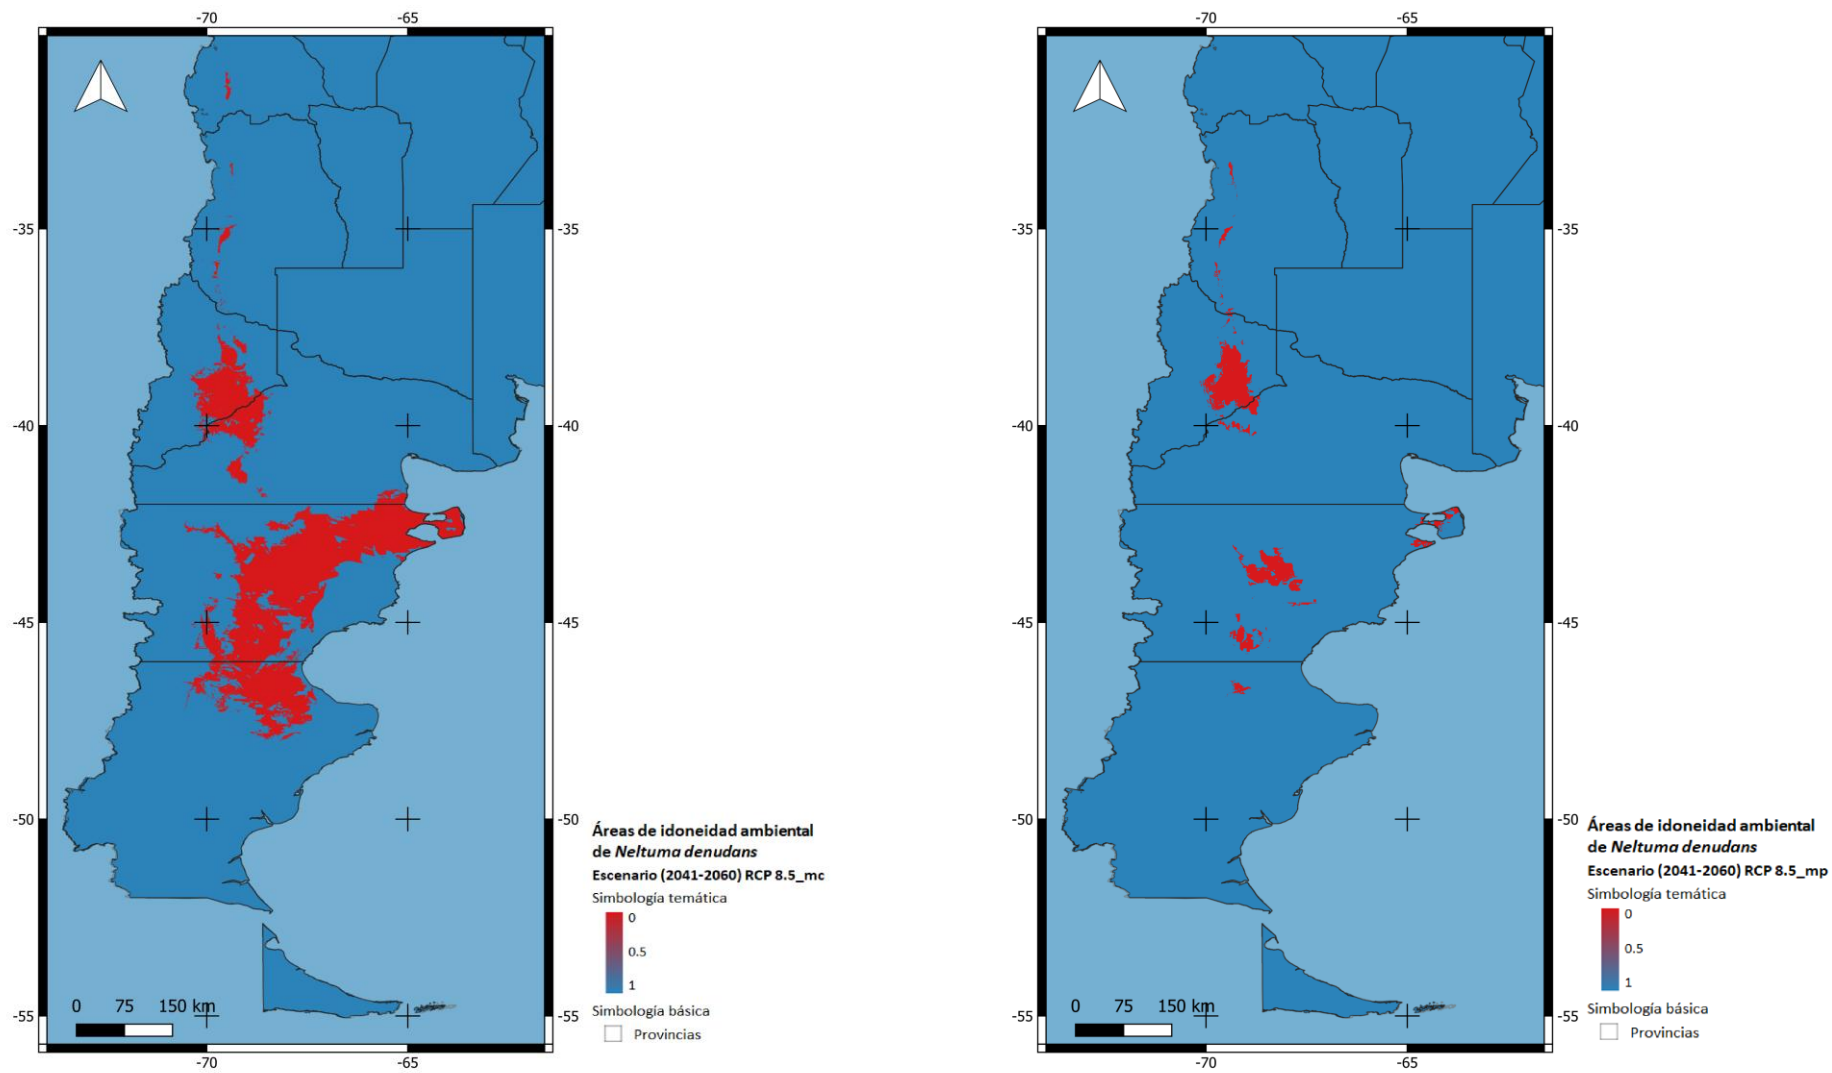 -70 -65
-35 -35
-40 -40
-45 -45
-50 -50
-55 -55
0 75 150 km
-70 -65
Áreas de idoneidad ambiental
de Neltuma denudans
Escenario (2041-2060) RCP 8.5_mc
Simbología temática
0
0.5
1
Simbología básica
Provincias
-70 -65
-35 -35
-40 -40
-45 -45
-50 -50
-55 -55
0 75 150 km
-70 -65
Áreas de idoneidad ambiental
de Neltuma denudans
Escenario (2041-2060) RCP 8.5_mp
Simbología temática
0
0.5
1
Simbología básica
Provincias